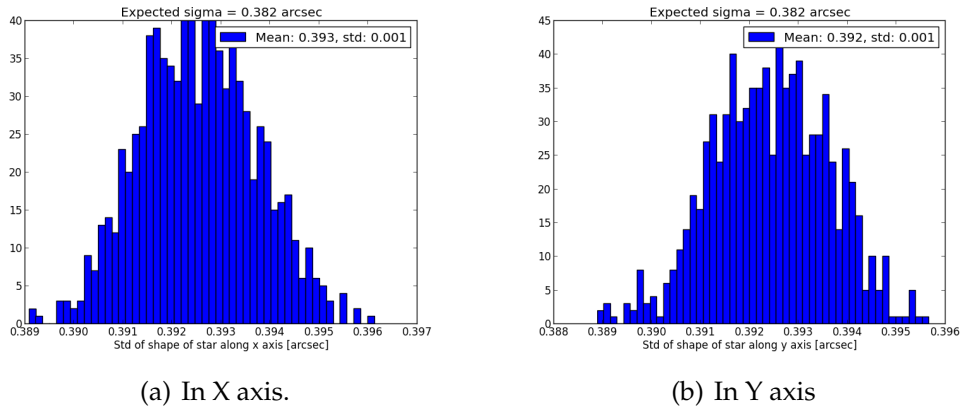 Expected sigma = 0.382 arcsec
Mean: 0.393, std: 0.001
40
35
30
25
20
15
10
5
0
0.389 0.390 0.391 0.392 0.393 0.394 0.395 0.396 0.397
Std of shape of star along x axis [arcsec]
(a) In X axis.
Expected sigma = 0.382 arcsec
Mean: 0.392, std: 0.001
45
40
35
30
25
20
15
10
5
0
0.388 0.389 0.390 0.391 0.392 0.393 0.394 0.395 0.396
Std of shape of star along y axis [arcsec]
(b) In Y axis